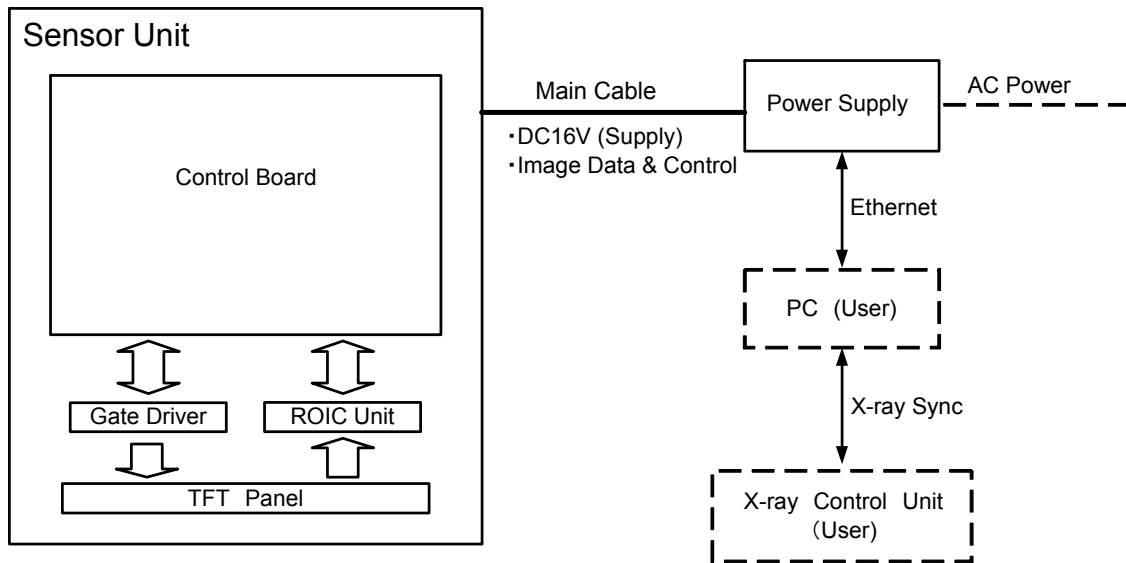 Sensor Unit
Control Board
Gate Driver
ROIC Unit
TFT Panel
Main Cable
・DC16V (Supply)
・Image Data & Control
Power Supply
AC Power
Ethernet
PC (User)
X-ray Sync
X-ray Control Unit
（User)